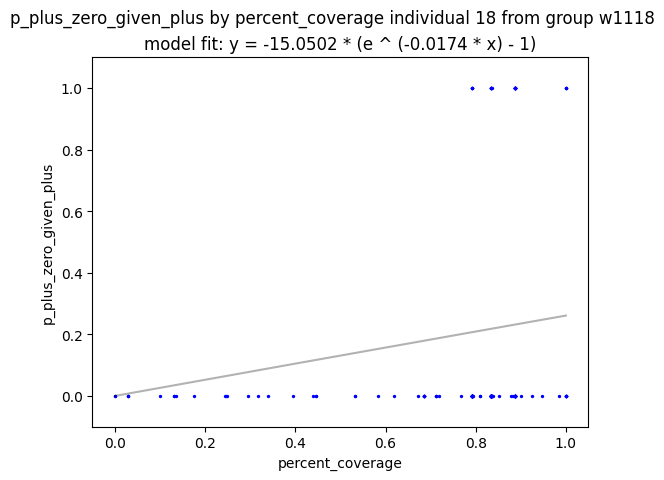 p_plus_zero_given_plus by percent_coverage individual 18 from group w1118
model fit: y = -15.0502 * (e ^ (-0.0174 * x) - 1)
p_plus_zero_given_plus
1.0
0.8
0.6
0.4
0.2
0.0
0.0 0.2 0.4 0.6 0.8 1.0
percent_coverage